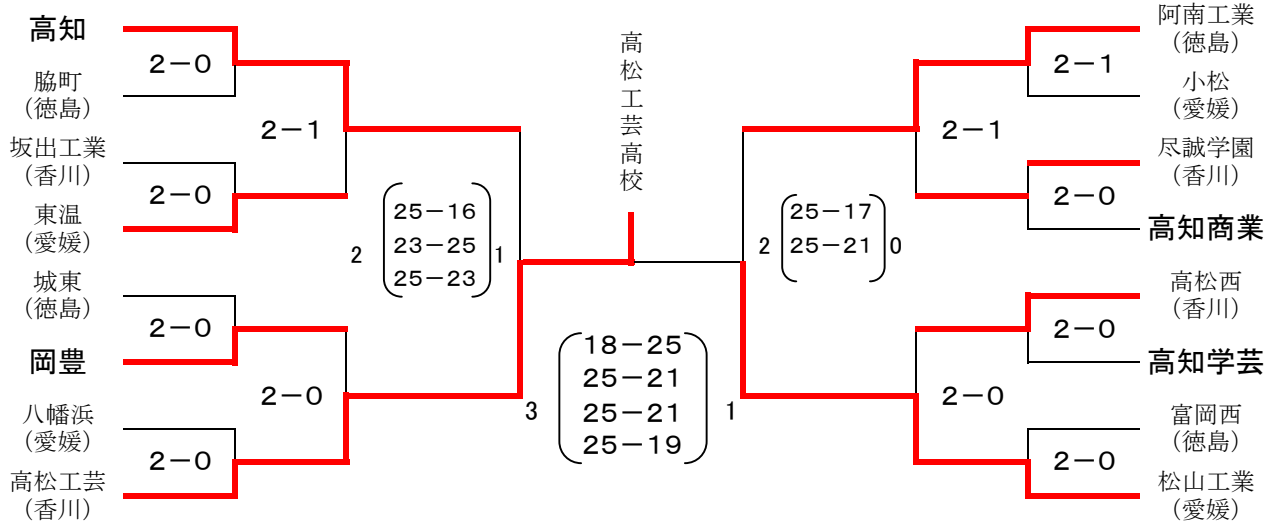 高知
2－0
脇町
(徳島)
2－1
坂出工業
(香川)
2－0
東温
(愛媛)
城東
(徳島)
2－0
岡豊
2－0
八幡浜
(愛媛)
2－0
高松工芸
(香川)
2
25－16
23－25
25－23
1
高松工芸高校
3
18－25
25－21
25－21
25－19
1
2
25－17
25－21
0
阿南工業
(徳島)
2－1
小松
(愛媛)
2－1
尽誠学園
(香川)
2－0
高知商業
高松西
(香川)
2－0
高知学芸
2－0
富岡西
(徳島)
2－0
松山工業
(愛媛)